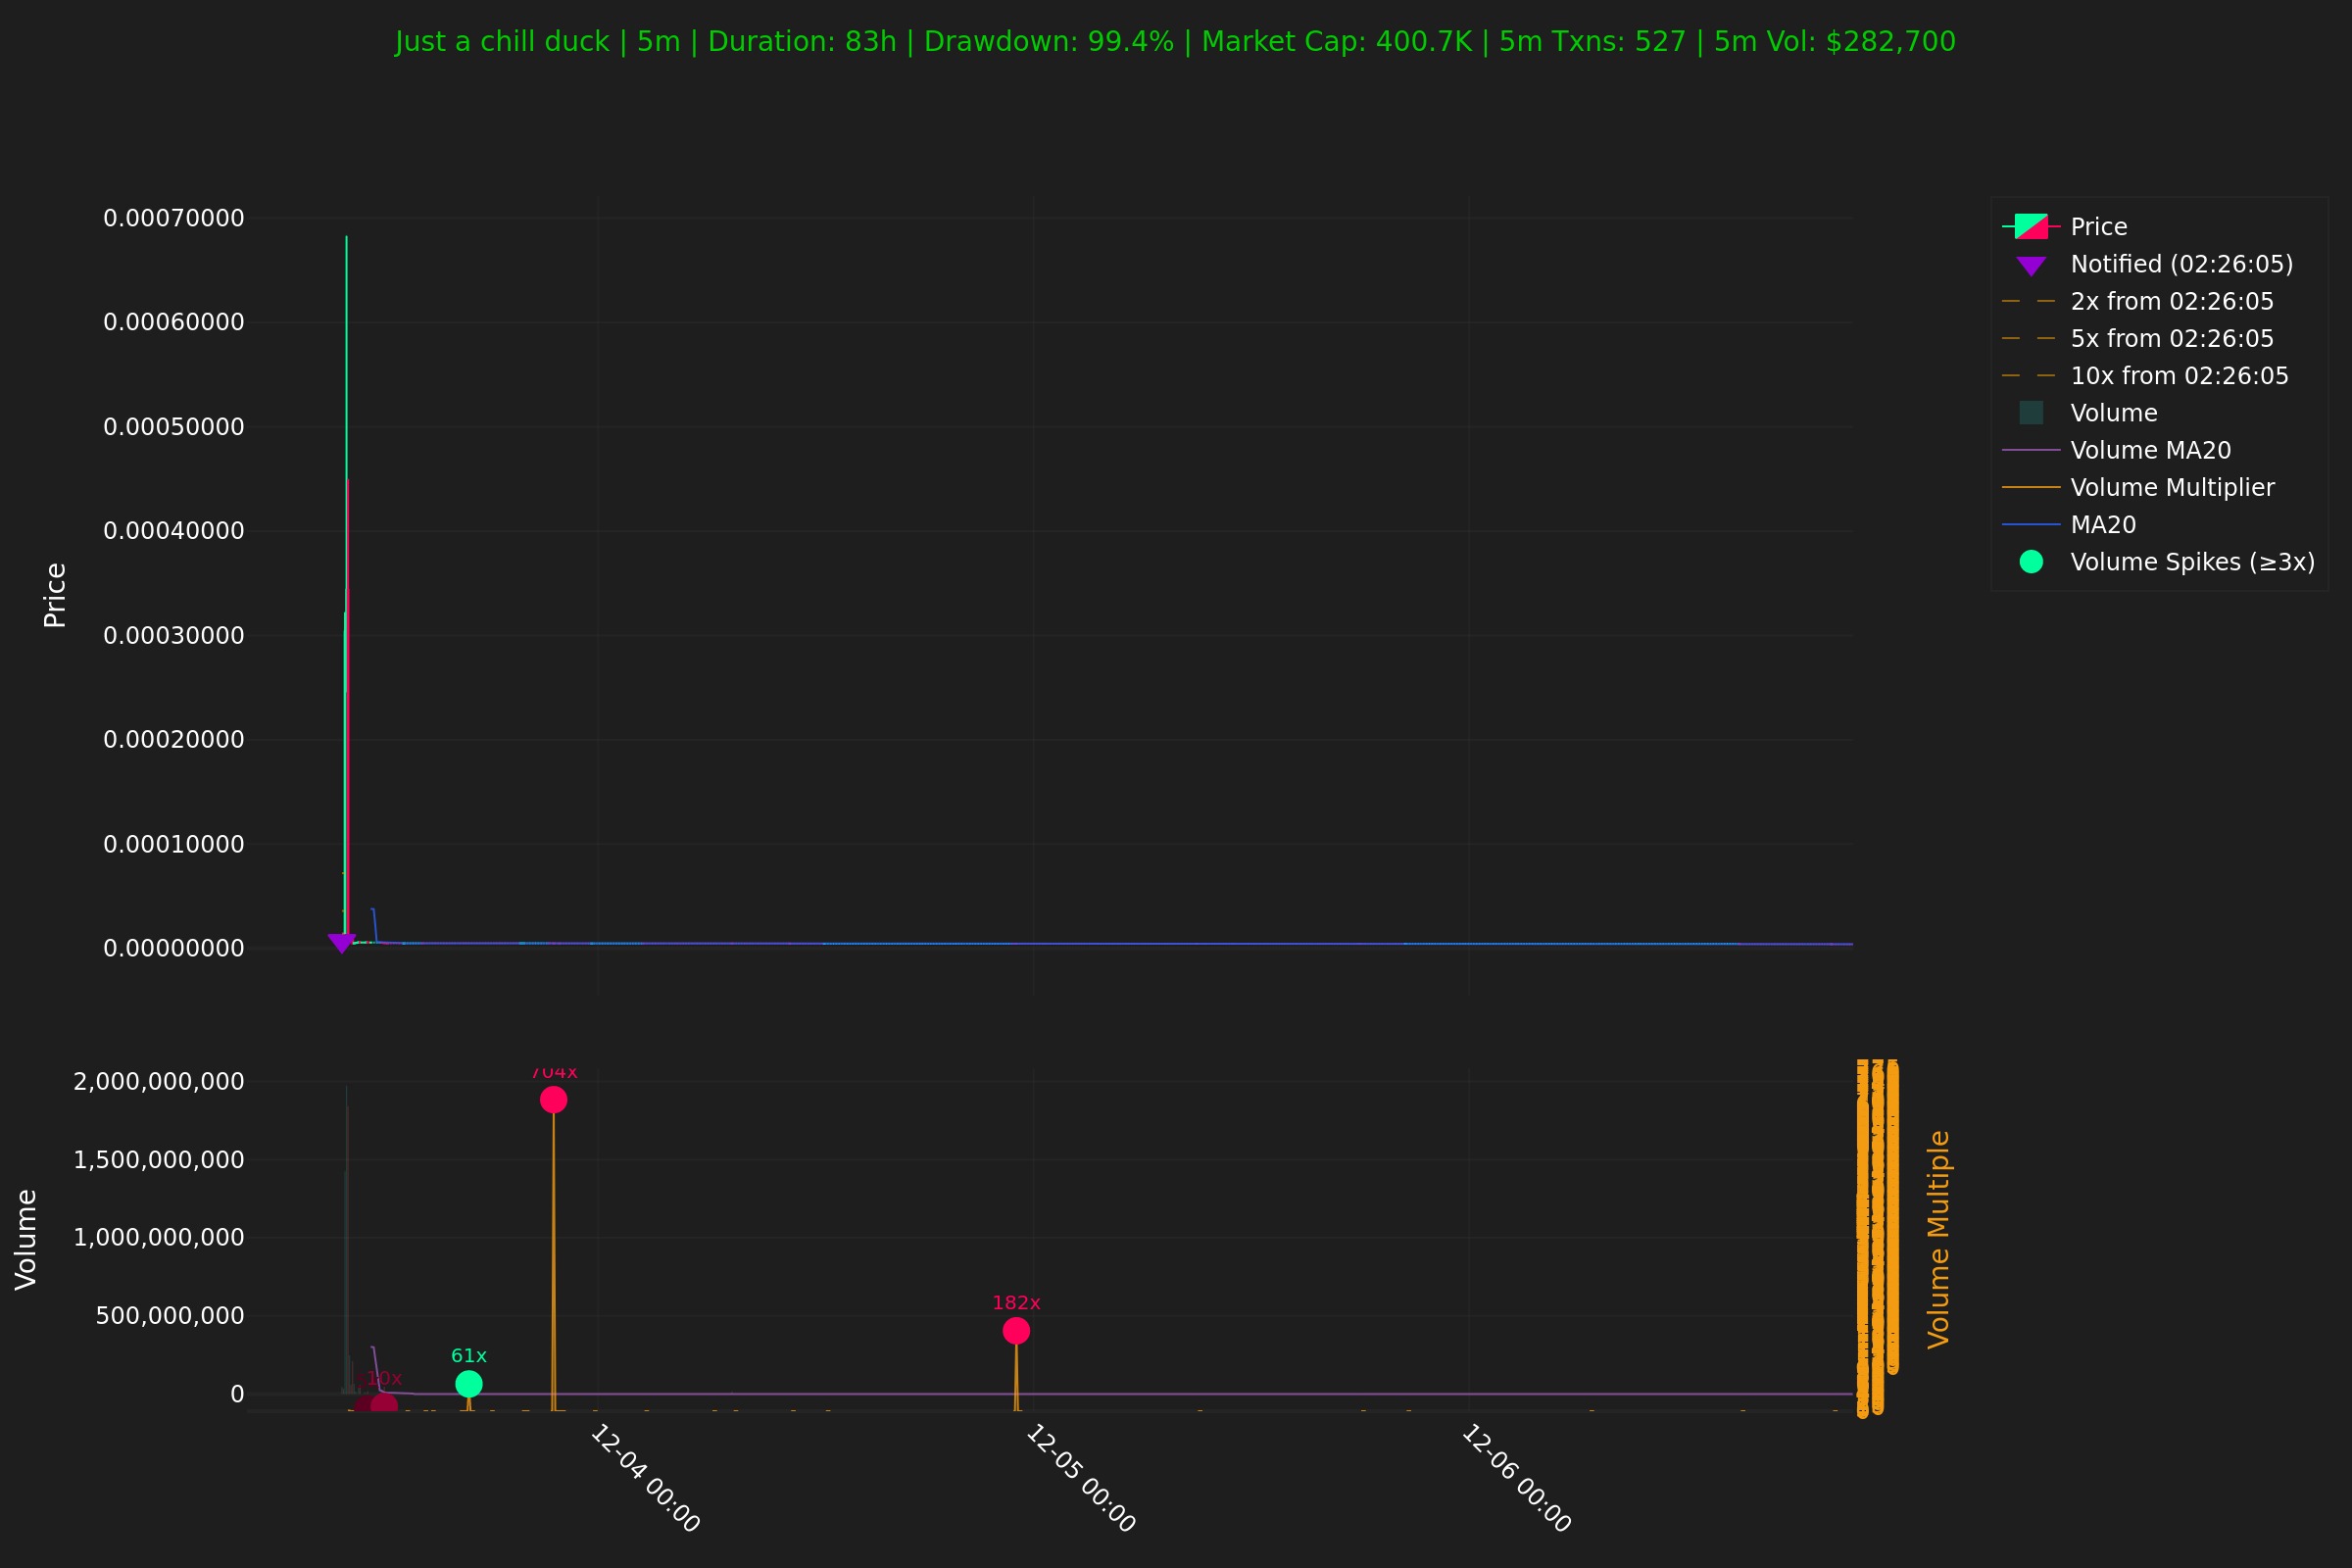 Just a chill duck | 5m | Duration: 83h | Drawdown: 99.4% | Market Cap: 400.7K | 5m Txns: 527 | 5m Vol: $282,700
Price
0.00070000
0.00060000
0.00050000
0.00040000
0.00030000
0.00020000
0.00010000
0.00000000
Price
Notified (02:26:05)
2x from 02:26:05
5x from 02:26:05
10x from 02:26:05
Volume
Volume MA20
Volume Multiplier
MA20
Volume Spikes (≥3x)
Volume
2,000,000,000
1,500,000,000
1,000,000,000
500,000,000
0
10x
61x
704x
182x
Volume Multiple
12-04 00:00
12-05 00:00
12-06 00:00